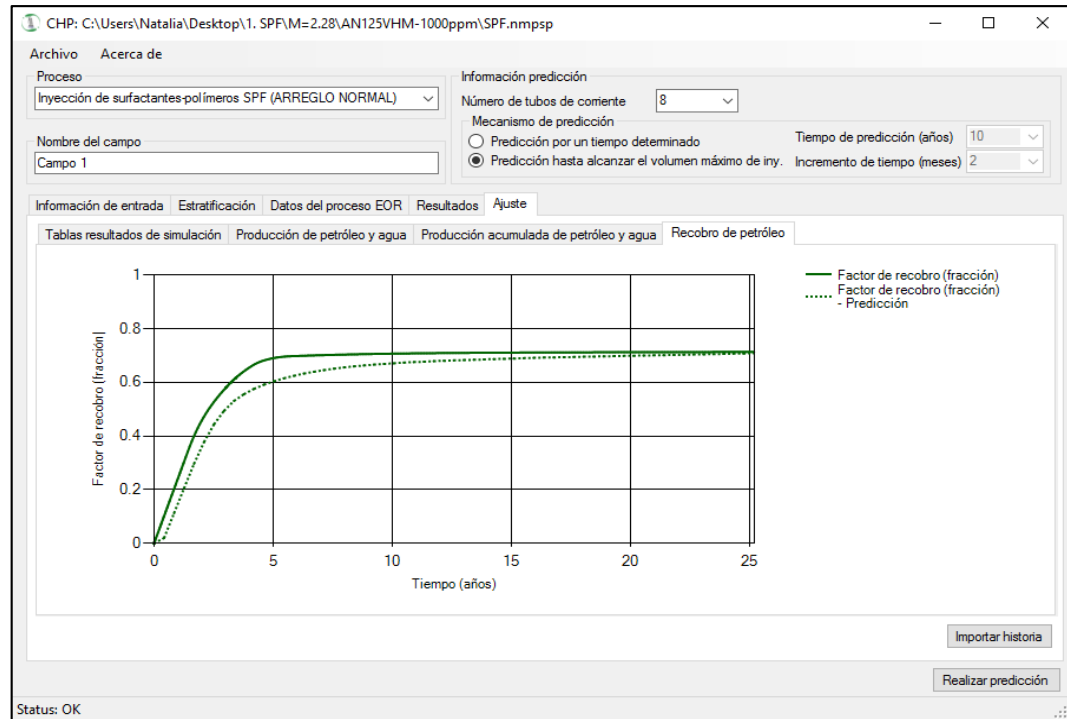 CHP: C:\Users\Natalia\Desktop\1. SPF\M=2.28\AN125VHM-1000ppm\SPF.nmpsp
Archivo Acerca de
Proceso
Inyección de surfactantes-polímeros SPF (ARREGLO NORMAL)
Nombre del campo
Campo 1
Información predicción
Número de tubos de corriente 8
Mecanismo de predicción
Predicción por un tiempo determinado
Predicción hasta alcanzar el volumen máximo de iny.
Tiempo de predicción (años) 10
Incremento de tiempo (meses) 2
Información de entrada Estratificación Datos del proceso EOR Resultados Ajuste
Tablas resultados de simulación Producción de petróleo y agua Producción acumulada de petróleo y agua Recobro de petróleo
Factor de recobro (fracción|
1
0.8
0.6
0.4
0.2
0
0 5 10 15 20 25
Tiempo (años)
Factor de recobro (fracción)
Factor de recobro (fracción)
- Predicción
Importar historia
Realizar predicción
Status: OK